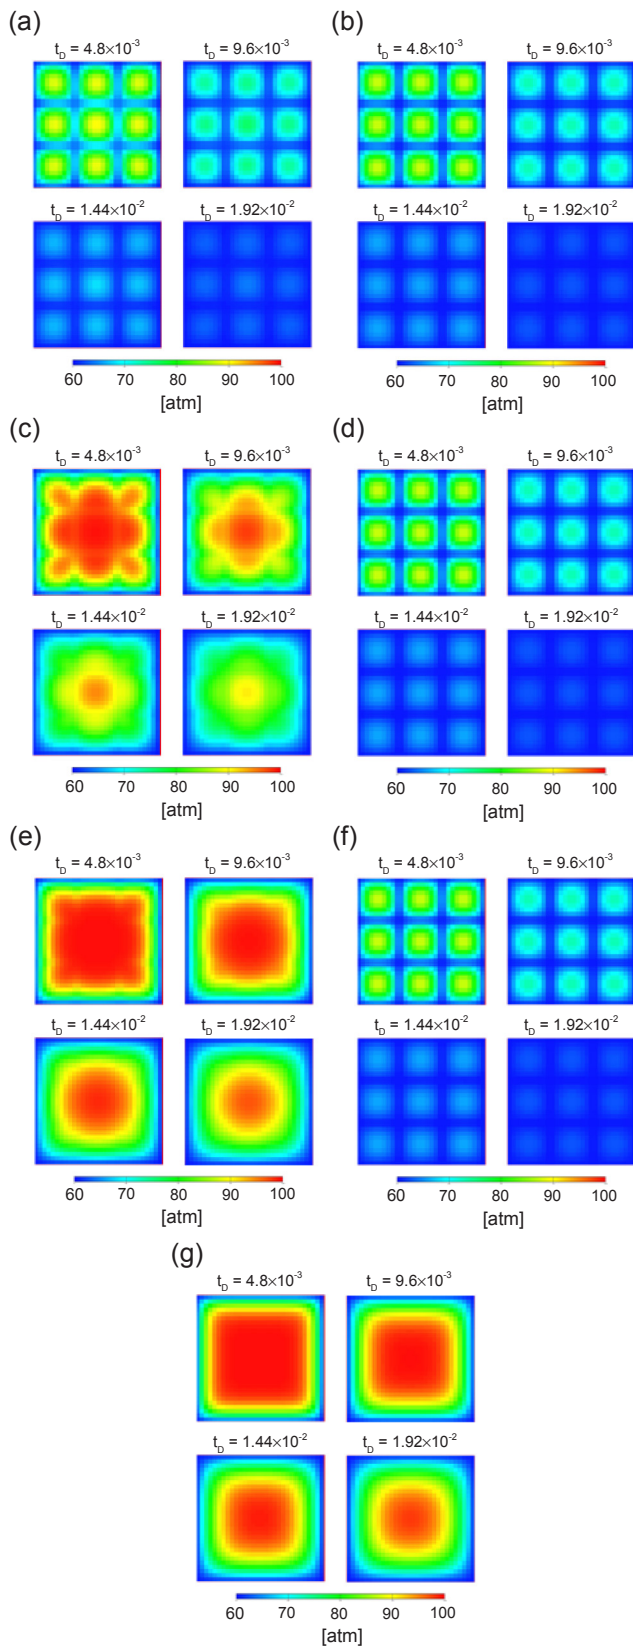 (a) (b)
t_D = 4.8×10^-3 t_D = 9.6×10^-3 t_D = 4.8×10^-3 t_D = 9.6×10^-3
t_D = 1.44×10^-2 t_D = 1.92×10^-2 t_D = 1.44×10^-2 t_D = 1.92×10^-2
60 70 80 90 100 60 70 80 90 100
[atm] [atm]
(c) (d)
t_D = 4.8×10^-3 t_D = 9.6×10^-3 t_D = 4.8×10^-3 t_D = 9.6×10^-3
t_D = 1.44×10^-2 t_D = 1.92×10^-2 t_D = 1.44×10^-2 t_D = 1.92×10^-2
60 70 80 90 100 60 70 80 90 100
[atm] [atm]
(e) (f)
t_D = 4.8×10^-3 t_D = 9.6×10^-3 t_D = 4.8×10^-3 t_D = 9.6×10^-3
t_D = 1.44×10^-2 t_D = 1.92×10^-2 t_D = 1.44×10^-2 t_D = 1.92×10^-2
60 70 80 90 100 60 70 80 90 100
[atm] [atm]
(g)
t_D = 4.8×10^-3 t_D = 9.6×10^-3
t_D = 1.44×10^-2 t_D = 1.92×10^-2
60 70 80 90 100
[atm]